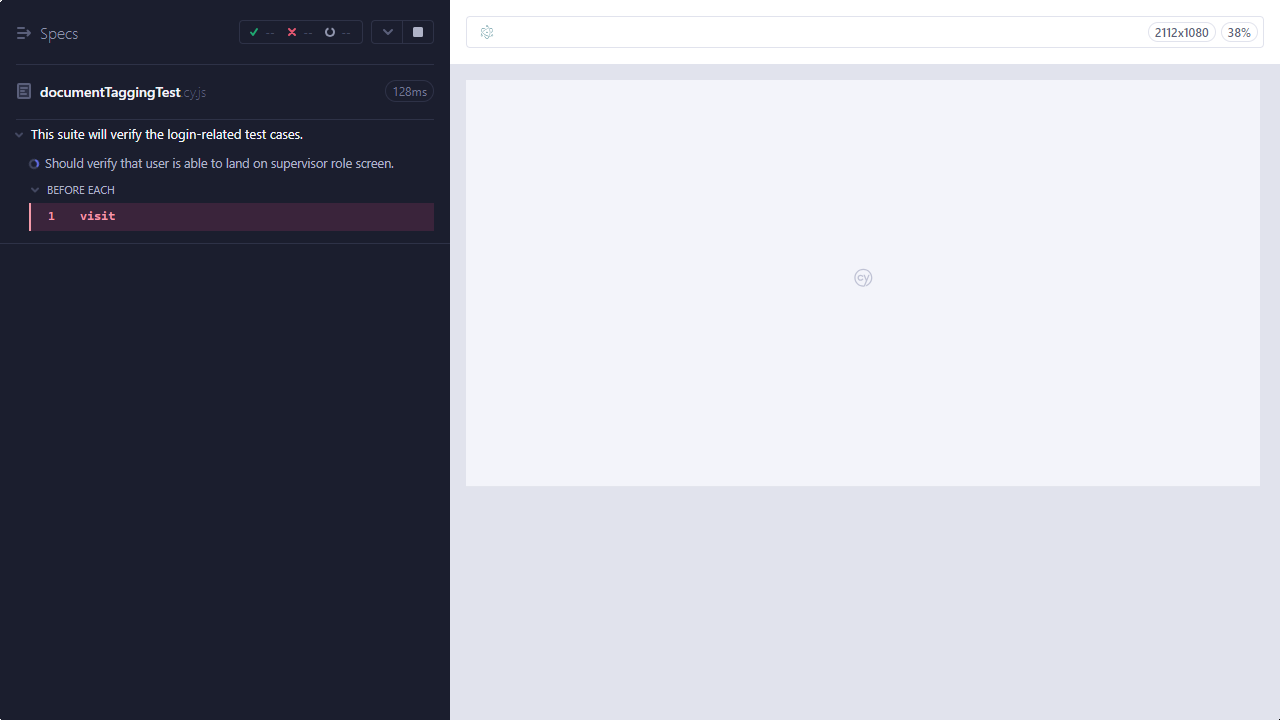 Specs
--
--
--
documentTaggingTest.cy.js
128ms
This suite will verify the login-related test cases.
Should verify that user is able to land on supervisor role screen.
BEFORE EACH
1 visit
2112x1080
38%
cy